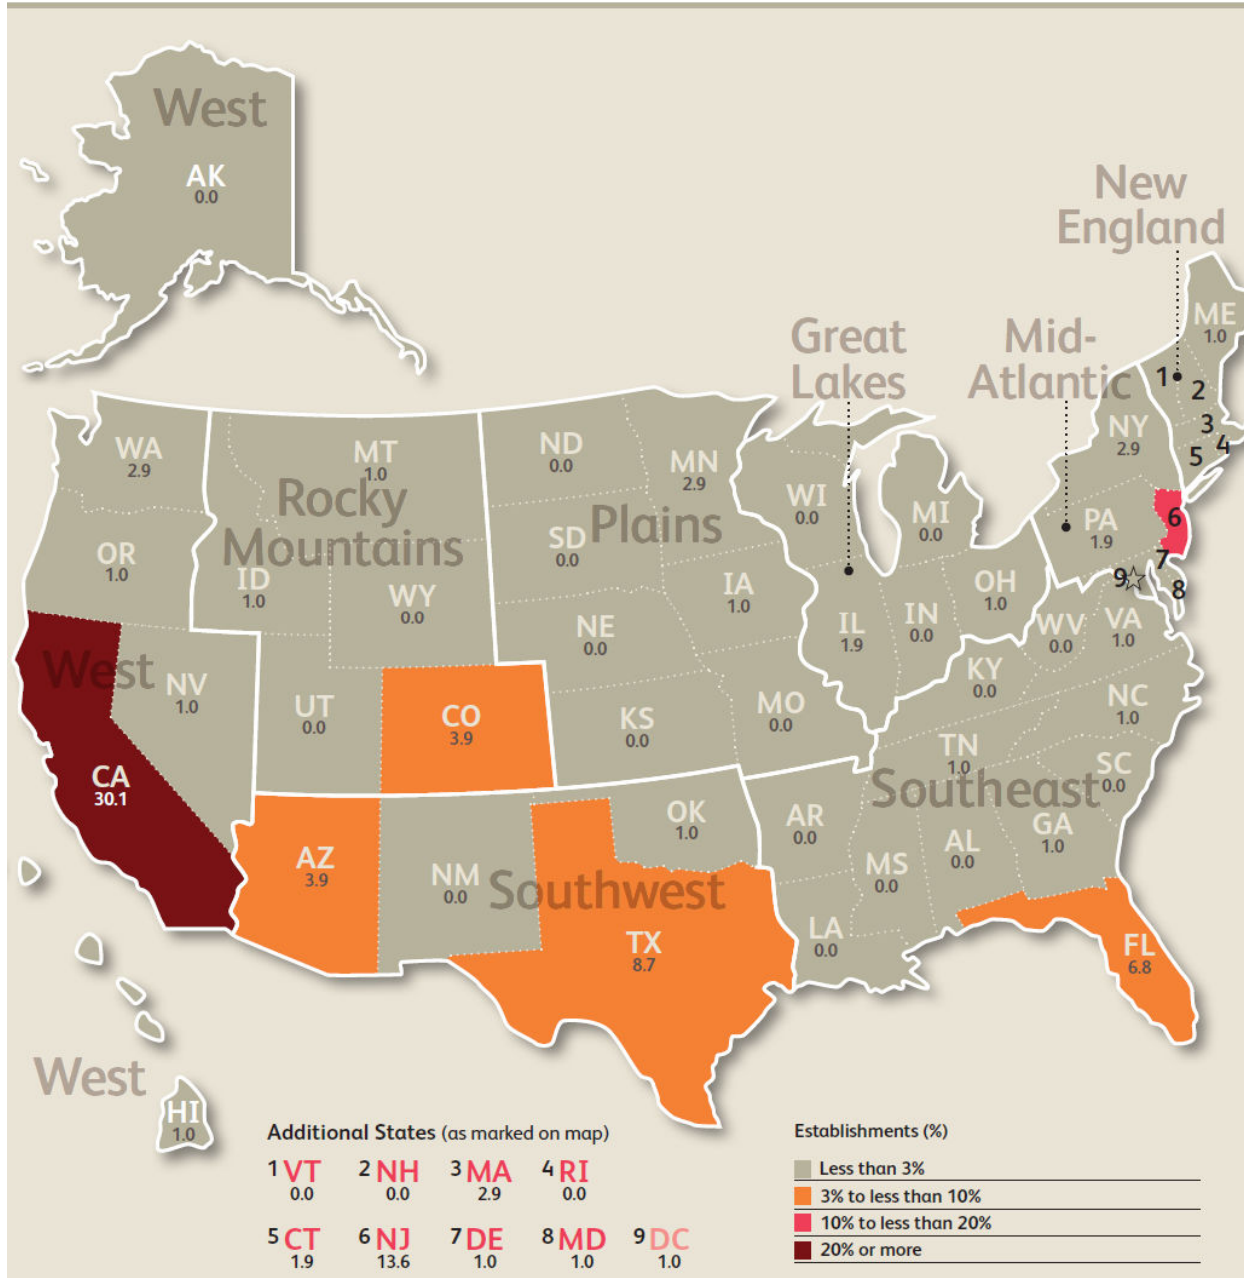 West
AK
0.0
New
England
ME
1.0
Great
Lakes
Mid-
Atlantic
1
2
3
4
5
NY
2.9
WA
2.9
MT
1.0
ND
0.0
MN
2.9
Rocky
Mountains
Plains
WI
0.0
MI
0.0
PA
1.9
6
7
8
9
OR
1.0
ID
1.0
WY
0.0
SD
0.0
IA
1.0
NE
0.0
IL
1.9
IN
0.0
OH
1.0
WV
0.0
VA
1.0
West
NV
1.0
UT
0.0
CO
3.9
KS
0.0
MO
0.0
KY
0.0
NC
1.0
CA
30.1
TN
1.0
SC
0.0
Southeast
AZ
3.9
NM
0.0
OK
1.0
AR
0.0
MS
0.0
AL
0.0
GA
1.0
Southwest
TX
8.7
LA
0.0
FL
6.8
West
HI
1.0
Additional States (as marked on map)
1 VT 2 NH 3 MA 4 RI
0.0 0.0 2.9 0.0
5 CT 6 NJ 7 DE 8 MD 9 DC
1.9 13.6 1.0 1.0 1.0
Establishments (%)
Less than 3%
3% to less than 10%
10% to less than 20%
20% or more